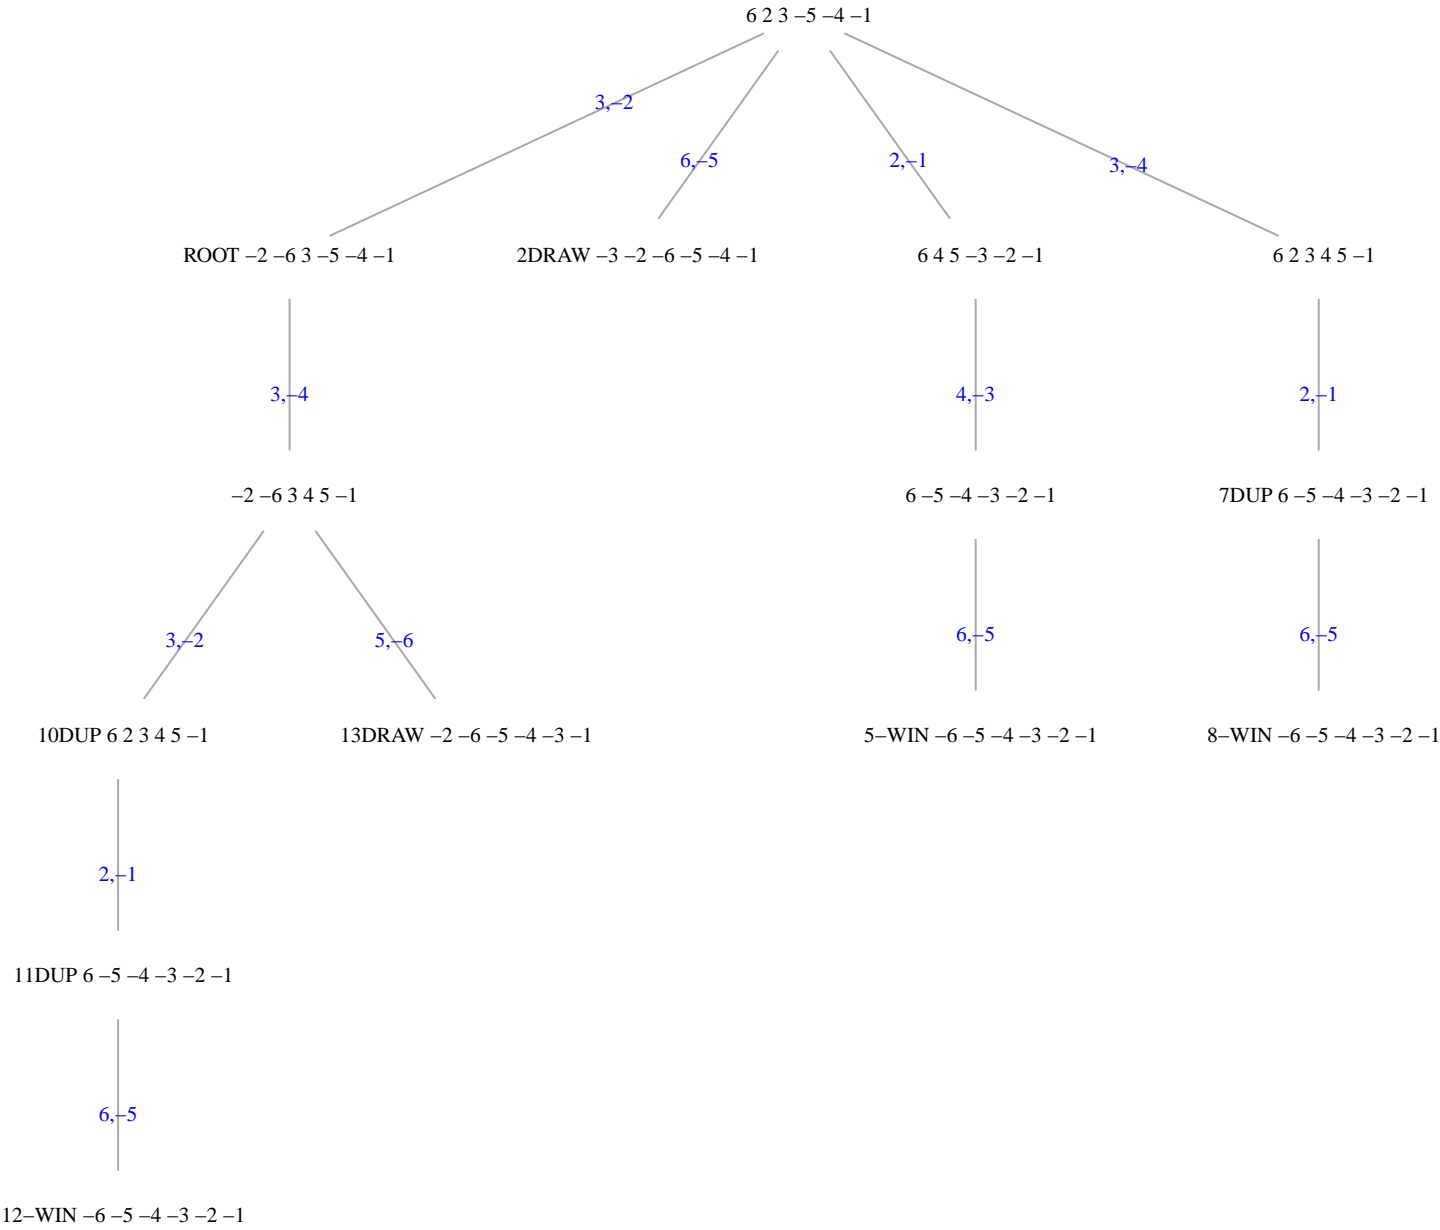 6 2 3 –5 –4 –1
3,–2
6,–5
2,–1
3,–4
ROOT –2 –6 3 –5 –4 –1
2DRAW –3 –2 –6 –5 –4 –1
6 4 5 –3 –2 –1
6 2 3 4 5 –1
3,–4
4,–3
2,–1
–2 –6 3 4 5 –1
6 –5 –4 –3 –2 –1
7DUP 6 –5 –4 –3 –2 –1
3,–2
5,–6
6,–5
6,–5
10DUP 6 2 3 4 5 –1
13DRAW –2 –6 –5 –4 –3 –1
5–WIN –6 –5 –4 –3 –2 –1
8–WIN –6 –5 –4 –3 –2 –1
2,–1
11DUP 6 –5 –4 –3 –2 –1
6,–5
12–WIN –6 –5 –4 –3 –2 –1